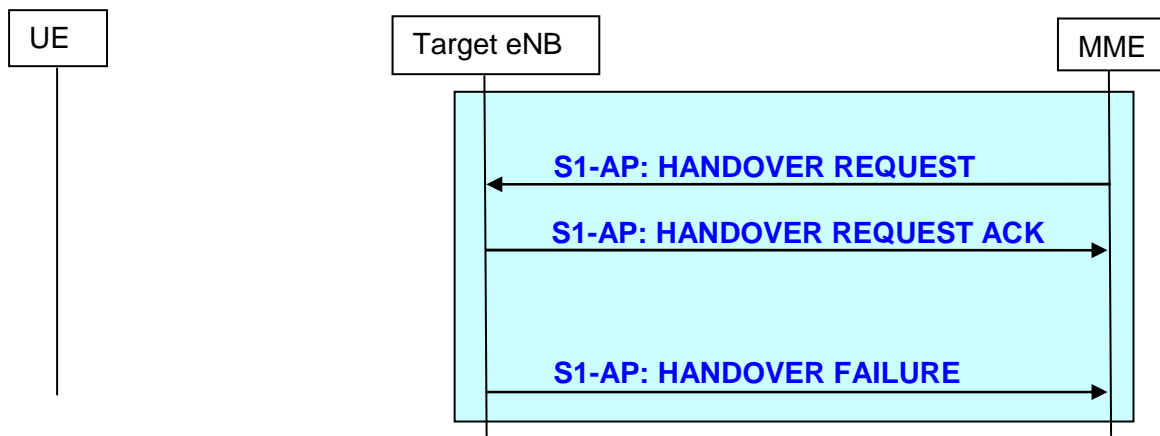 UE
Target eNB
MME
S1-AP: HANDOVER REQUEST
S1-AP: HANDOVER REQUEST ACK
S1-AP: HANDOVER FAILURE